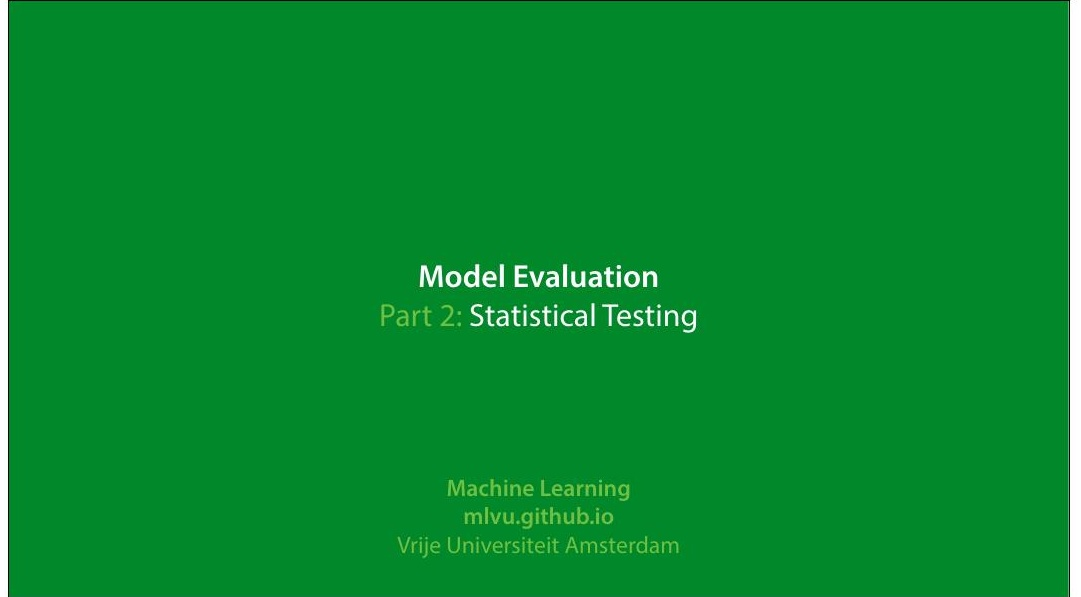 Model Evaluation
Part 2: Statistical Testing
Machine Learning
mlvu.github.io
Vrije Universiteit Amsterdam